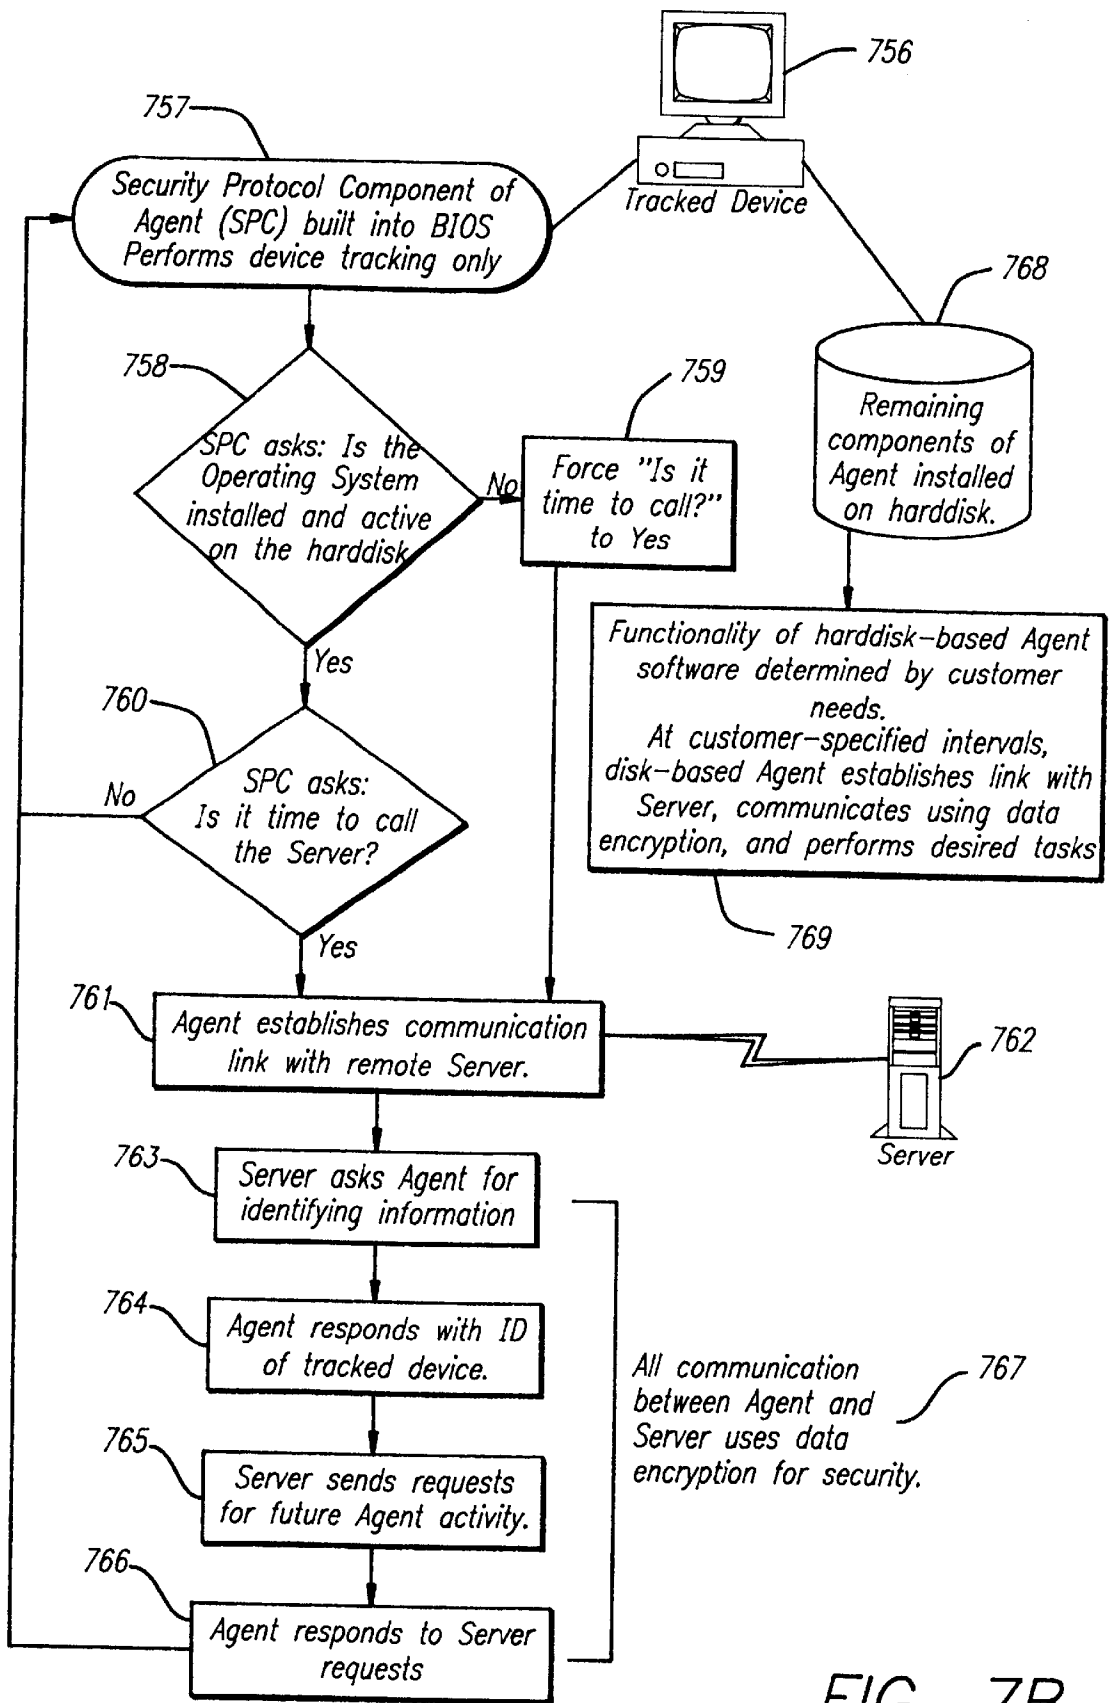 756
757
Security Protocol Component of
Agent (SPC) built into BIOS
Performs device tracking only
Tracked Device
768
758
SPC asks: Is the
Operating System
installed and active
on the harddisk
No
759
Force "Is it
time to call?"
to Yes
Remaining
components of
Agent installed
on harddisk.
Yes
Functionality of harddisk-based Agent
software determined by customer
needs.
At customer-specified intervals,
disk-based Agent establishes link with
Server, communicates using data
encryption, and performs desired tasks
769
760
SPC asks:
Is it time to call
the Server?
No
Yes
761
Agent establishes communication
link with remote Server.
762
Server
763
Server asks Agent for
identifying information
764
Agent responds with ID
of tracked device.
All communication
between Agent and
Server uses data
encryption for security.
767
765
Server sends requests
for future Agent activity.
766
Agent responds to Server
requests
FIG. 7B